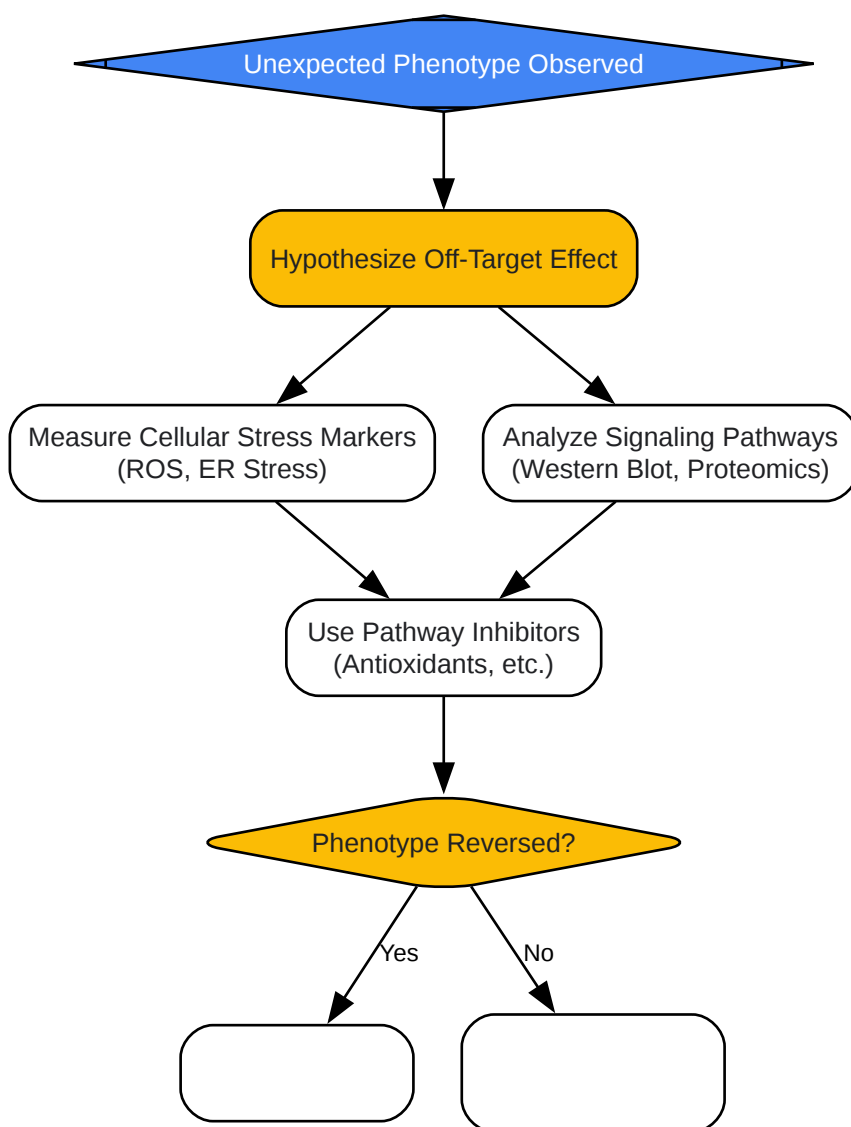 Unexpected Phenotype Observed
Hypothesize Off-Target Effect
Measure Cellular Stress Markers
(ROS, ER Stress)
Analyze Signaling Pathways
(Western Blot, Proteomics)
Use Pathway Inhibitors
(Antioxidants, etc.)
Phenotype Reversed?
Yes
No